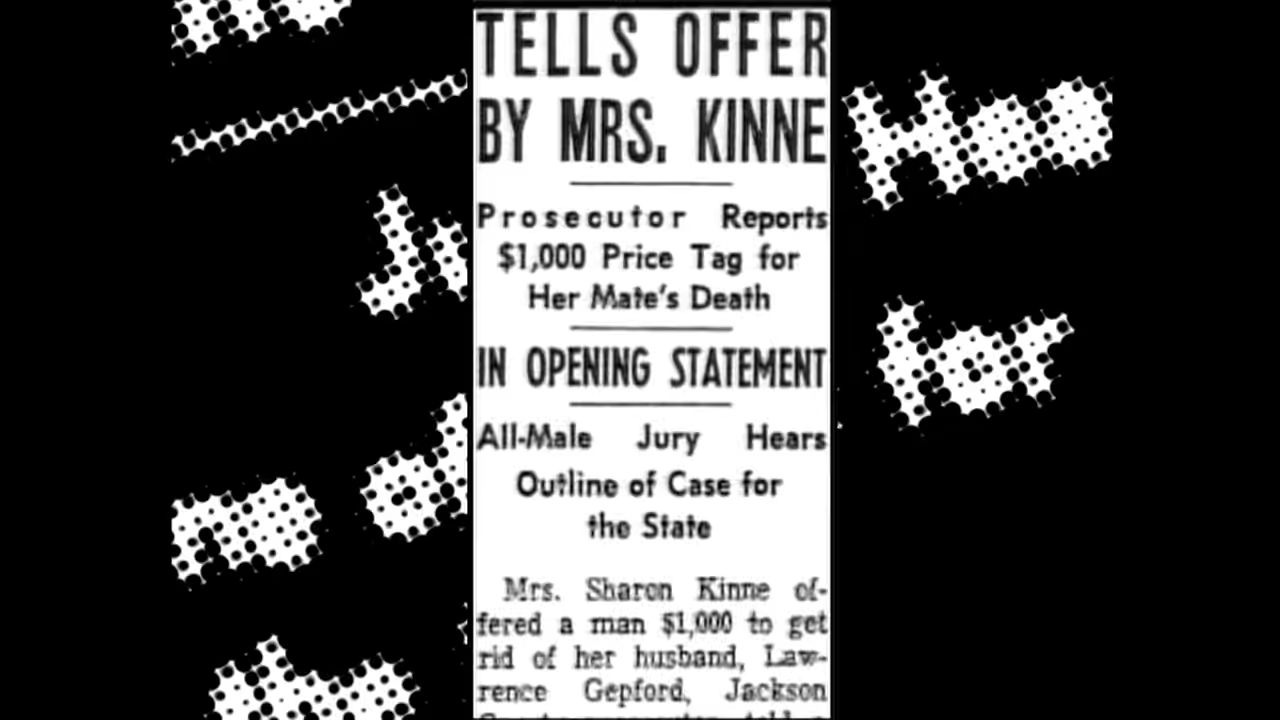 TELLS OFFER
BY MRS. KINNE
Prosecutor Reports
$1,000 Price Tag for
Her Mate's Death
IN OPENING STATEMENT
All-Male Jury Hears
Outline of Case for
the State
Mrs. Sharon Kinne of-
fered a man $1,000 to get
rid of her husband, Law-
rence Gepford, Jackson